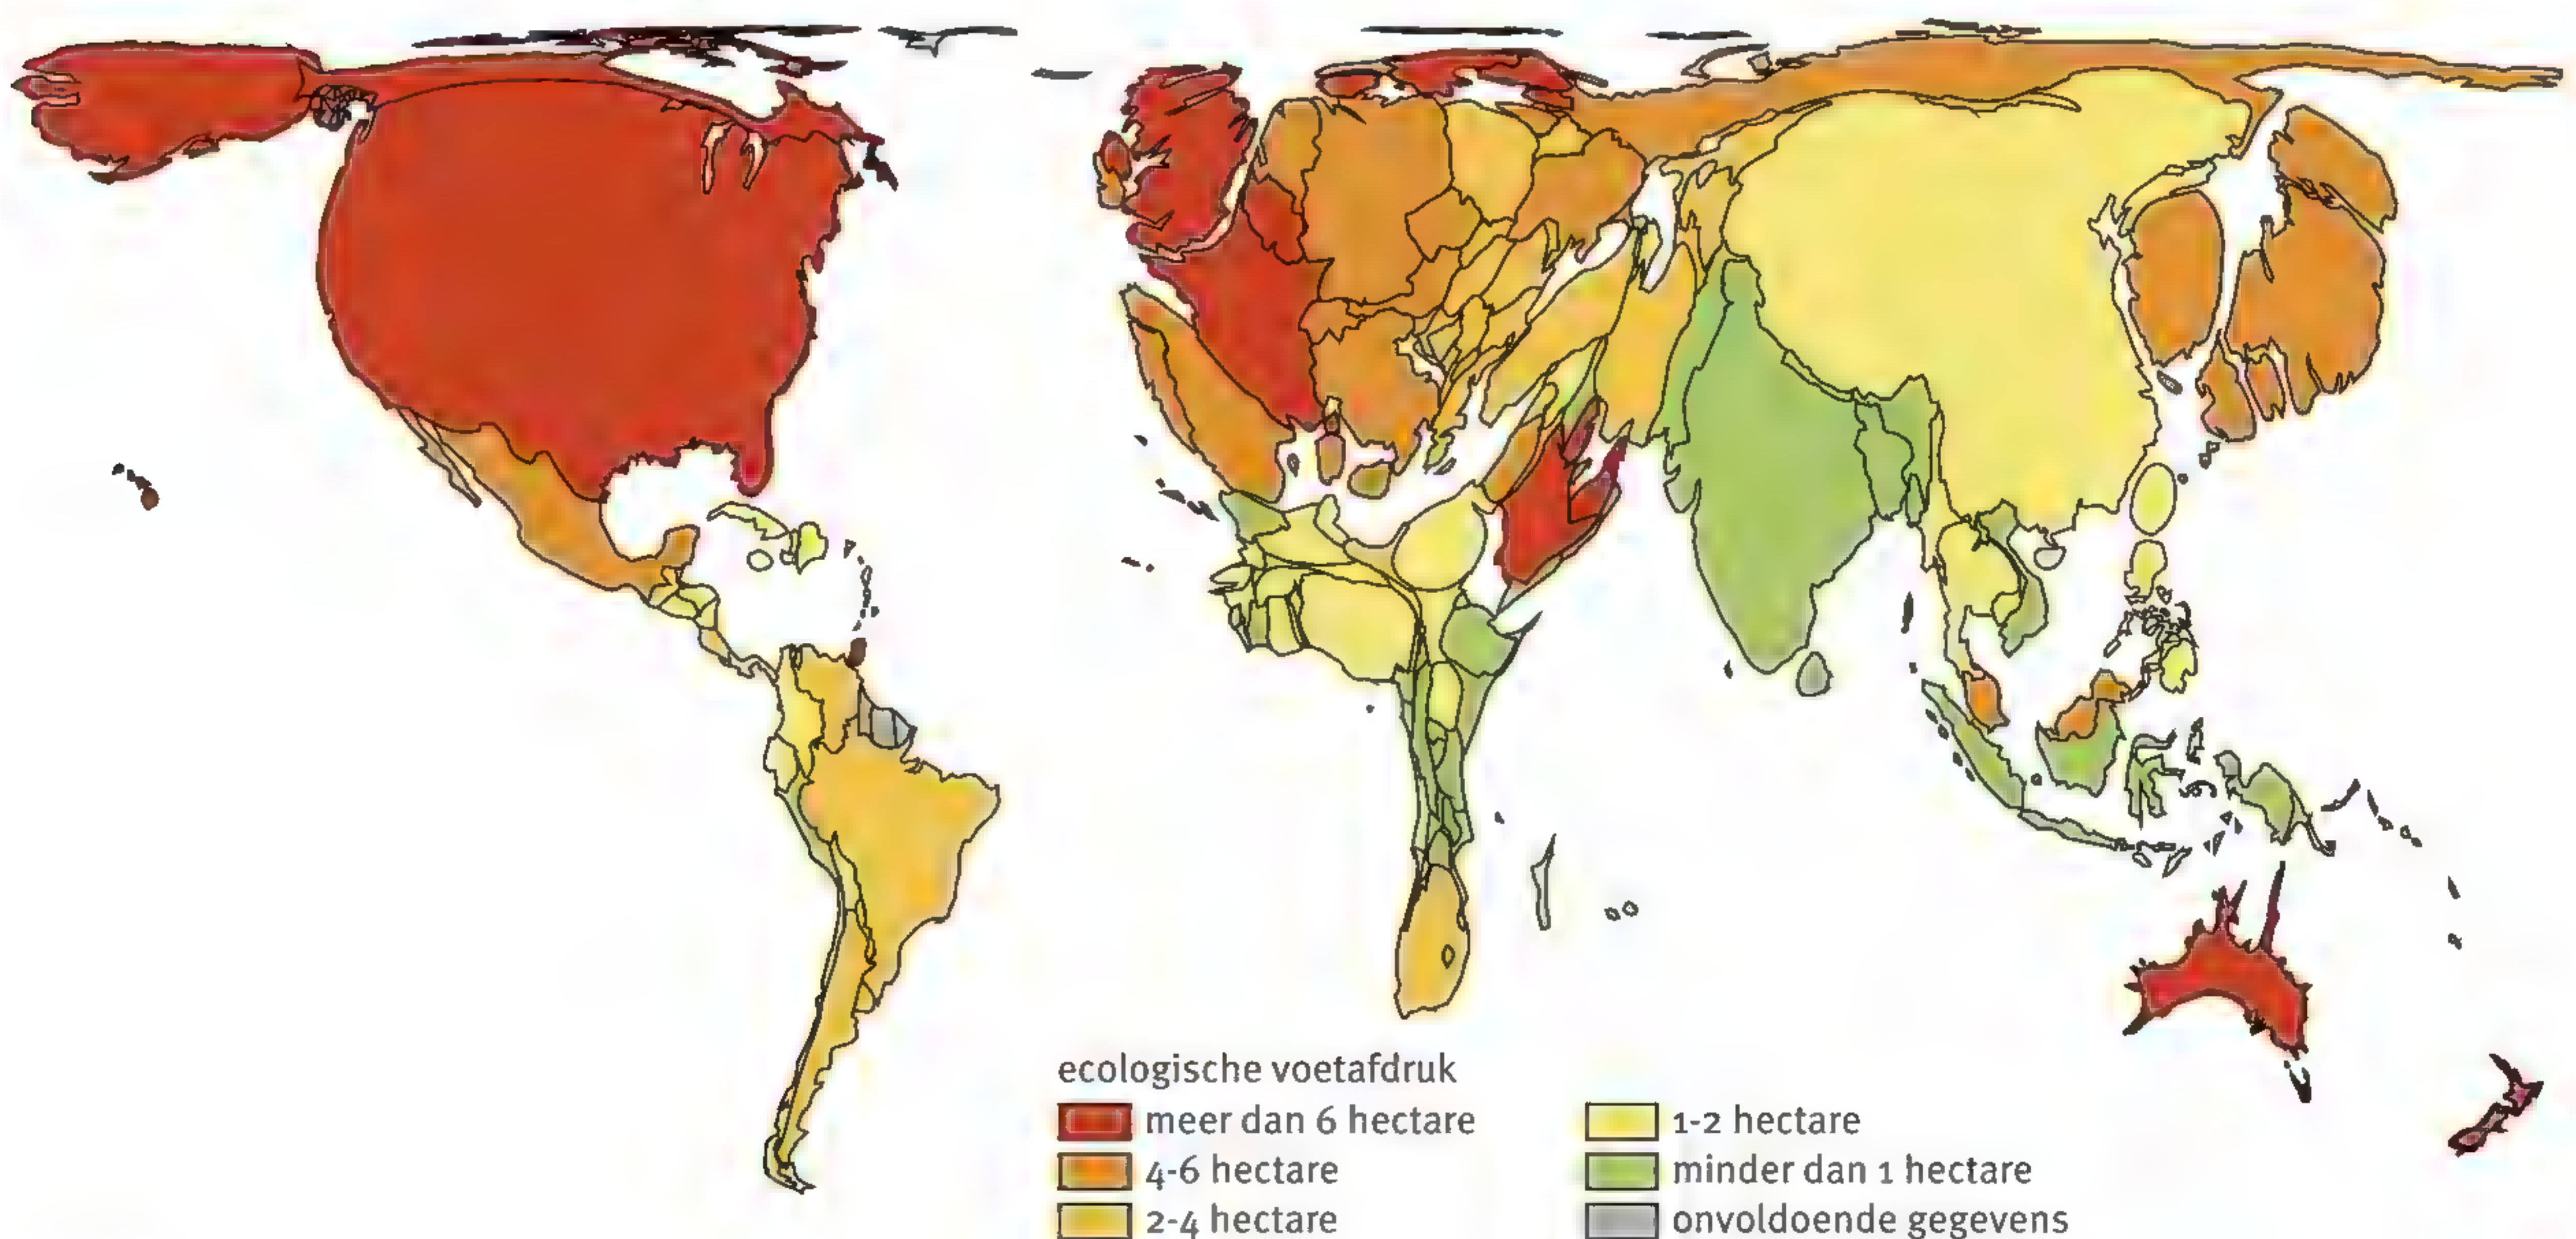 ecologische voetafdruk
meer dan 6 hectare
4-6 hectare
2-4 hectare
1-2 hectare
minder dan 1 hectare
onvoldoende gegevens